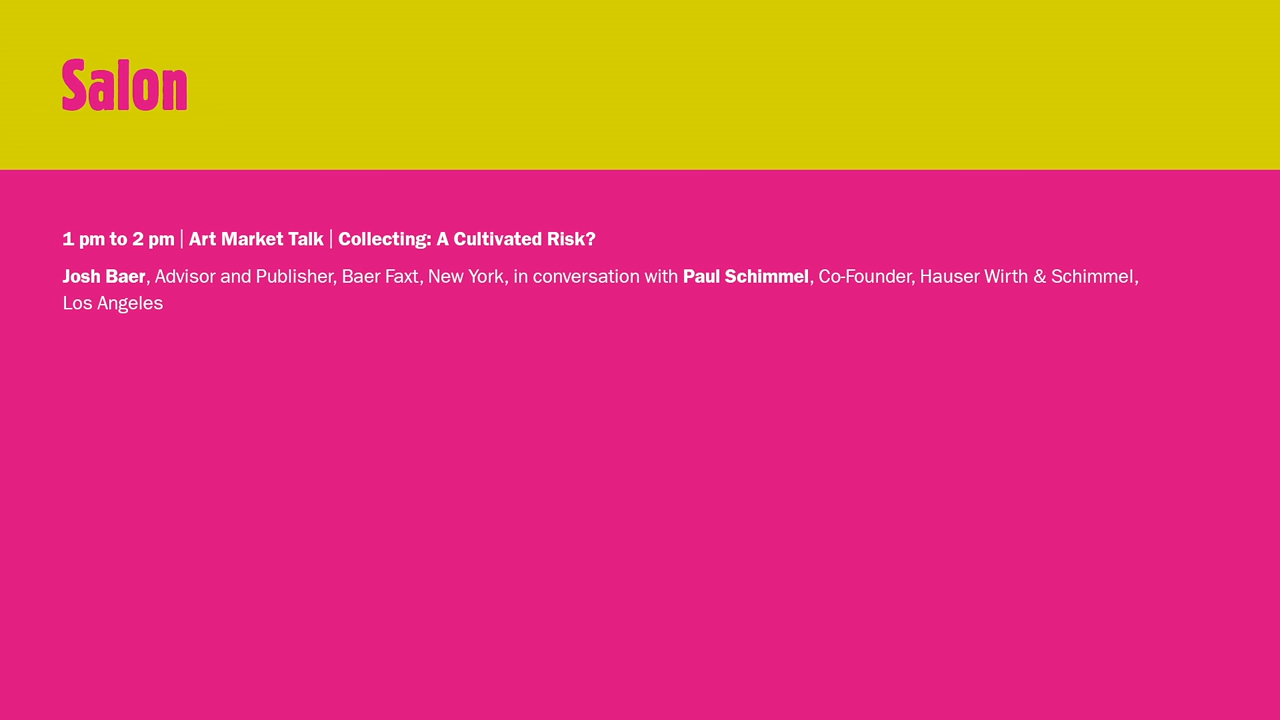 Salon
1 pm to 2 pm | Art Market Talk | Collecting: A Cultivated Risk?
Josh Baer, Advisor and Publisher, Baer Faxt, New York, in conversation with Paul Schimmel, Co-Founder, Hauser Wirth & Schimmel,
Los Angeles